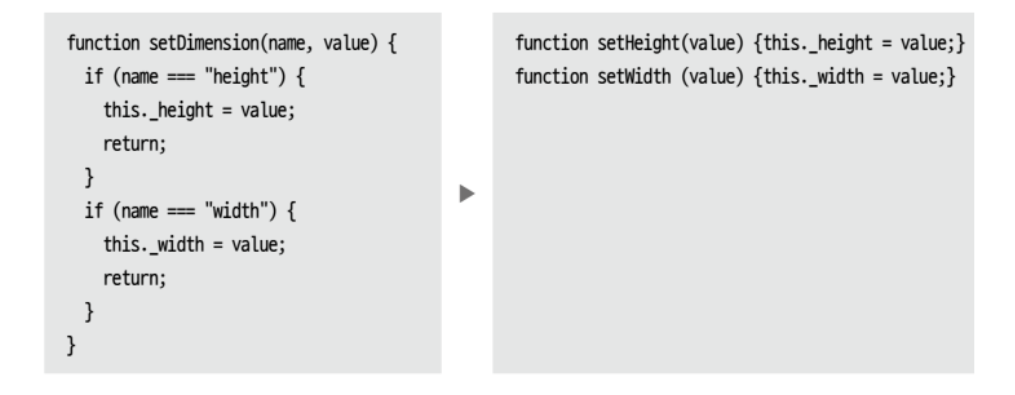 function setDimension(name, value) {
  if (name === "height") {
    this._height = value;
    return;
  }
  if (name === "width") {
    this._width = value;
    return;
  }
}
function setHeight(value) {this._height = value;}
function setWidth (value) {this._width = value;}